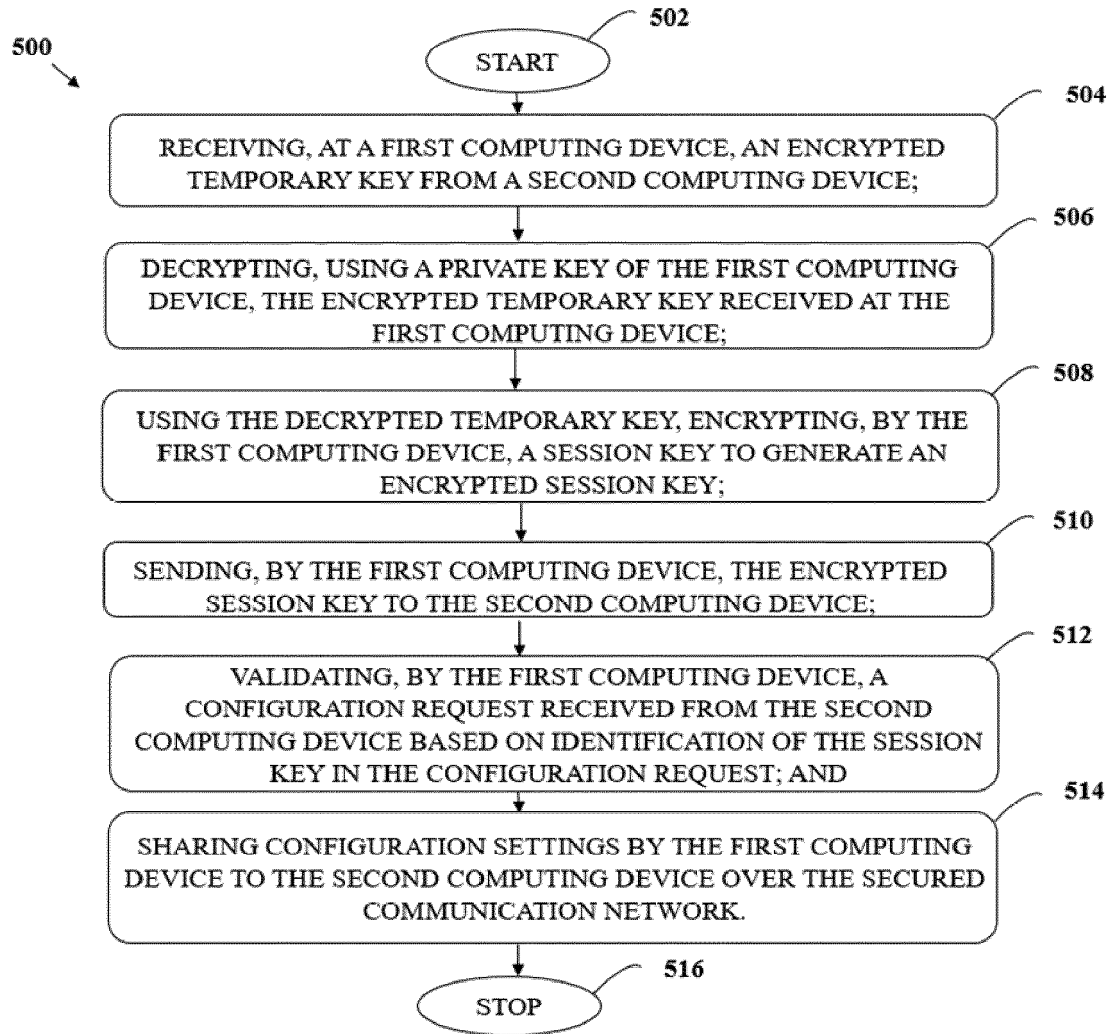 502
500
START
504
RECEIVING, AT A FIRST COMPUTING DEVICE, AN ENCRYPTED
TEMPORARY KEY FROM A SECOND COMPUTING DEVICE;
506
DECRYPTING, USING A PRIVATE KEY OF THE FIRST COMPUTING
DEVICE, THE ENCRYPTED TEMPORARY KEY RECEIVED AT THE
FIRST COMPUTING DEVICE;
508
USING THE DECRYPTED TEMPORARY KEY, ENCRYPTING, BY THE
FIRST COMPUTING DEVICE, A SESSION KEY TO GENERATE AN
ENCRYPTED SESSION KEY;
510
SENDING, BY THE FIRST COMPUTING DEVICE, THE ENCRYPTED
SESSION KEY TO THE SECOND COMPUTING DEVICE;
512
VALIDATING, BY THE FIRST COMPUTING DEVICE, A
CONFIGURATION REQUEST RECEIVED FROM THE SECOND
COMPUTING DEVICE BASED ON IDENTIFICATION OF THE SESSION
KEY IN THE CONFIGURATION REQUEST; AND
514
SHARING CONFIGURATION SETTINGS BY THE FIRST COMPUTING
DEVICE TO THE SECOND COMPUTING DEVICE OVER THE SECURED
COMMUNICATION NETWORK.
516
STOP